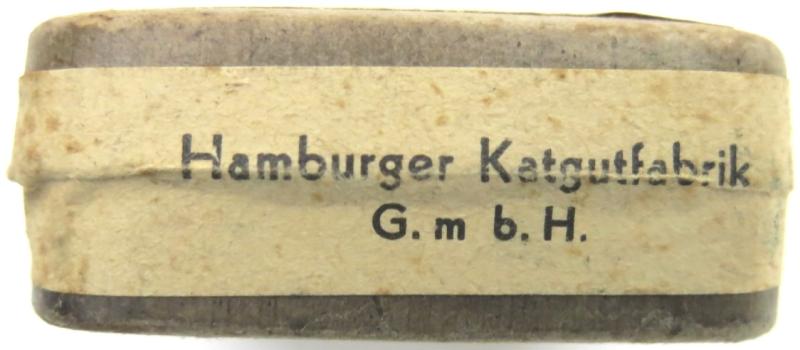 Hamburger Katgutfabrik
G. m b. H.